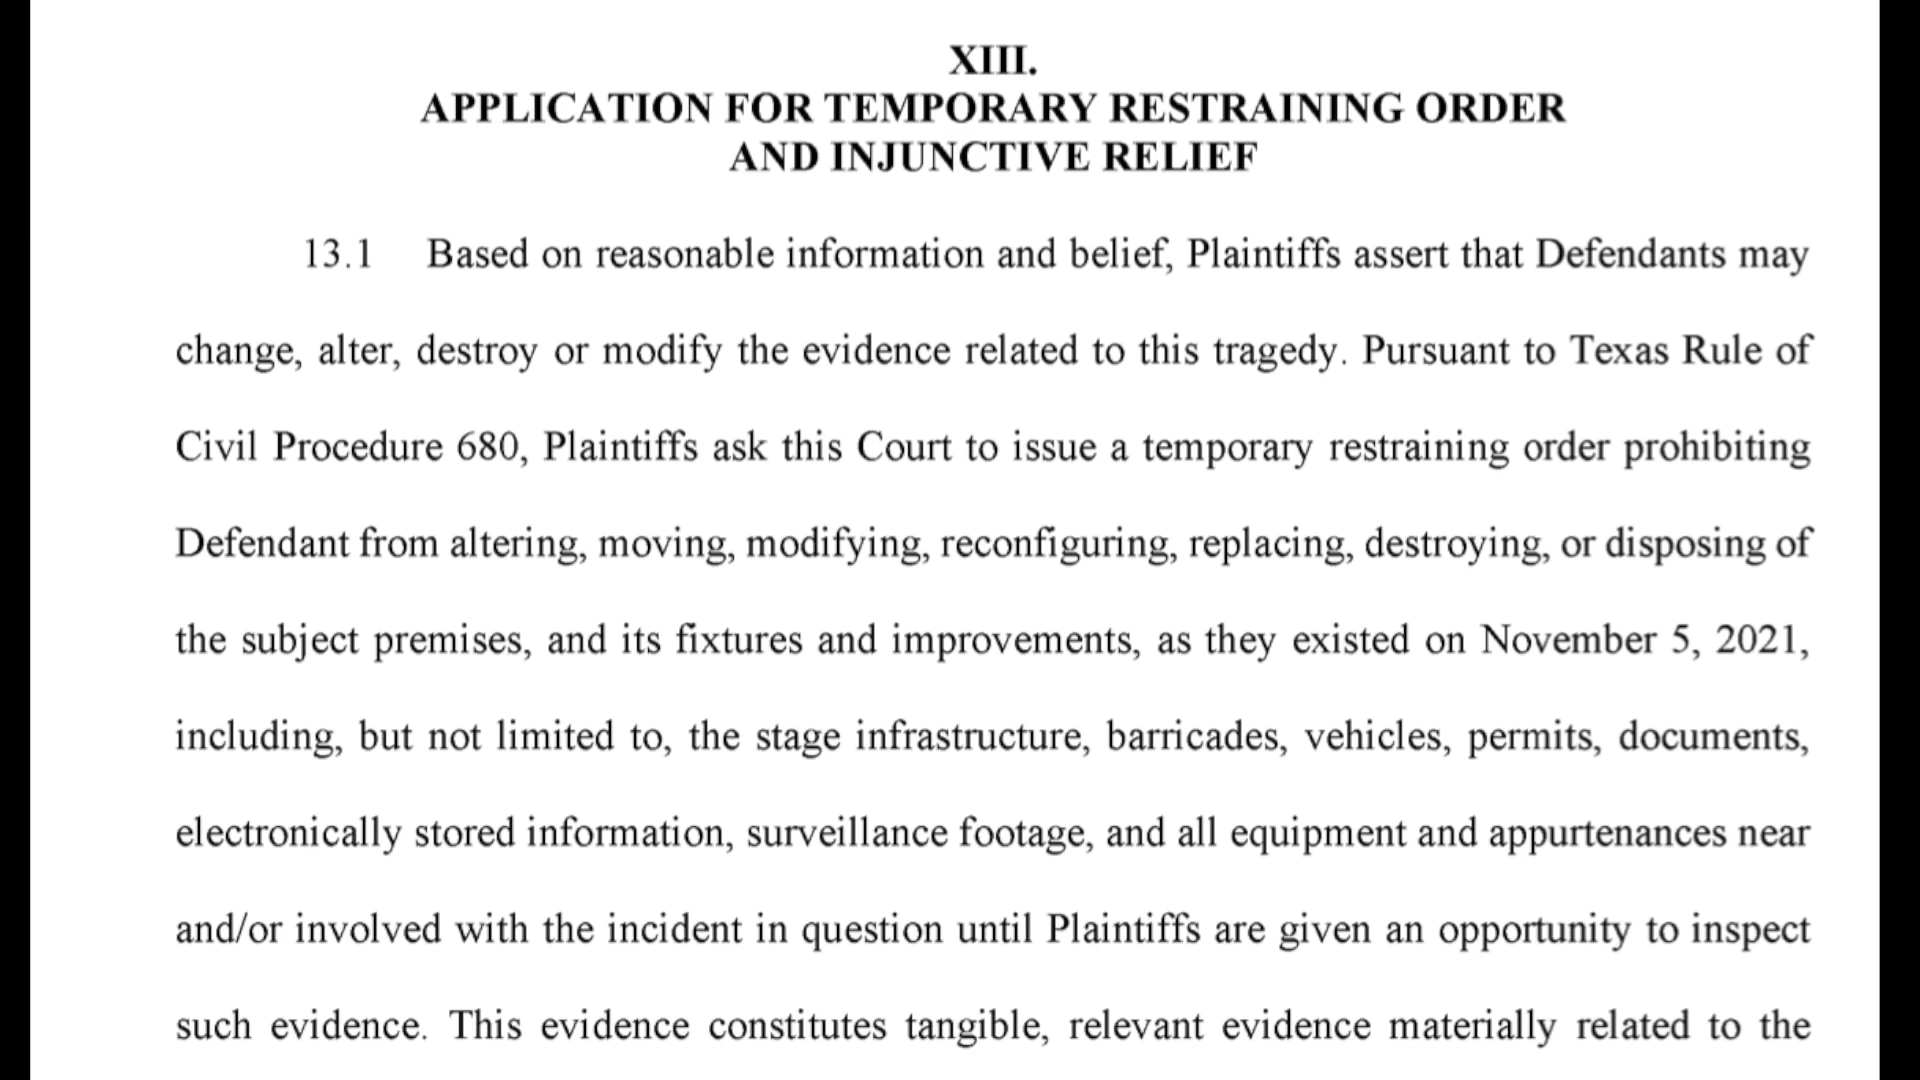 XIII.
APPLICATION FOR TEMPORARY RESTRAINING ORDER
AND INJUNCTIVE RELIEF
13.1 Based on reasonable information and belief, Plaintiffs assert that Defendants may
change, alter, destroy or modify the evidence related to this tragedy. Pursuant to Texas Rule of
Civil Procedure 680, Plaintiffs ask this Court to issue a temporary restraining order prohibiting
Defendant from altering, moving, modifying, reconfiguring, replacing, destroying, or disposing of
the subject premises, and its fixtures and improvements, as they existed on November 5, 2021,
including, but not limited to, the stage infrastructure, barricades, vehicles, permits, documents,
electronically stored information, surveillance footage, and all equipment and appurtenances near
and/or involved with the incident in question until Plaintiffs are given an opportunity to inspect
such evidence. This evidence constitutes tangible, relevant evidence materially related to the